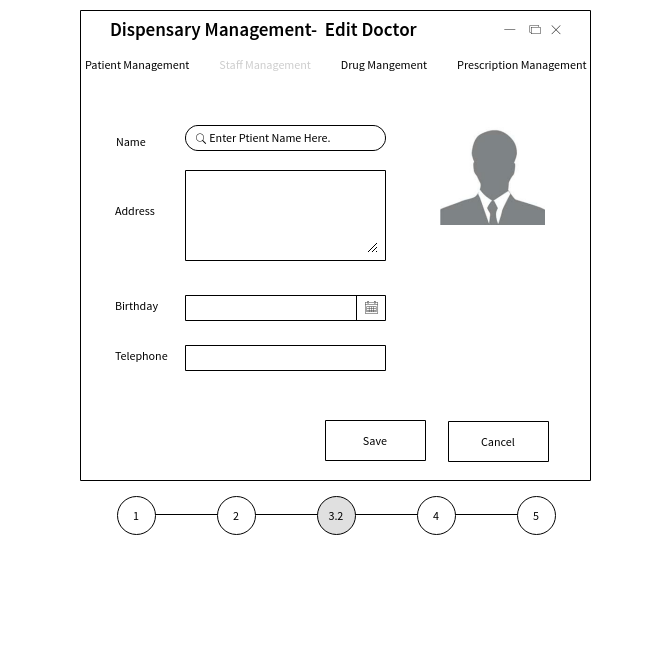 Dispensary Management-  Edit Doctor
Patient Management Staff Management Drug Mangement Prescription Management
Name
Enter Ptient Name Here.
Address
Birthday
Telephone
Save Cancel
1 2 3.2 4 5